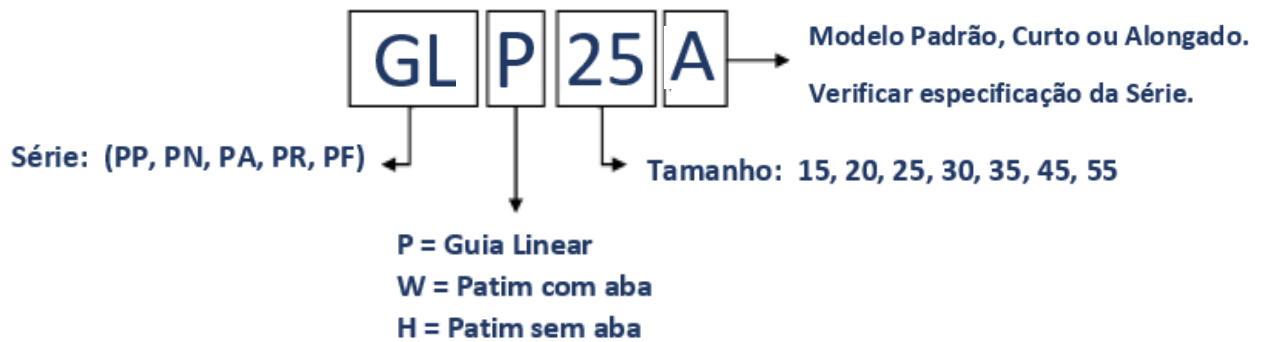 GL P 25 A
Modelo Padrão, Curto ou Alongado.
Verificar especificação da Série.
Série: (PP, PN, PA, PR, PF)
Tamanho: 15, 20, 25, 30, 35, 45, 55
P = Guia Linear
W = Patim com aba
H = Patim sem aba